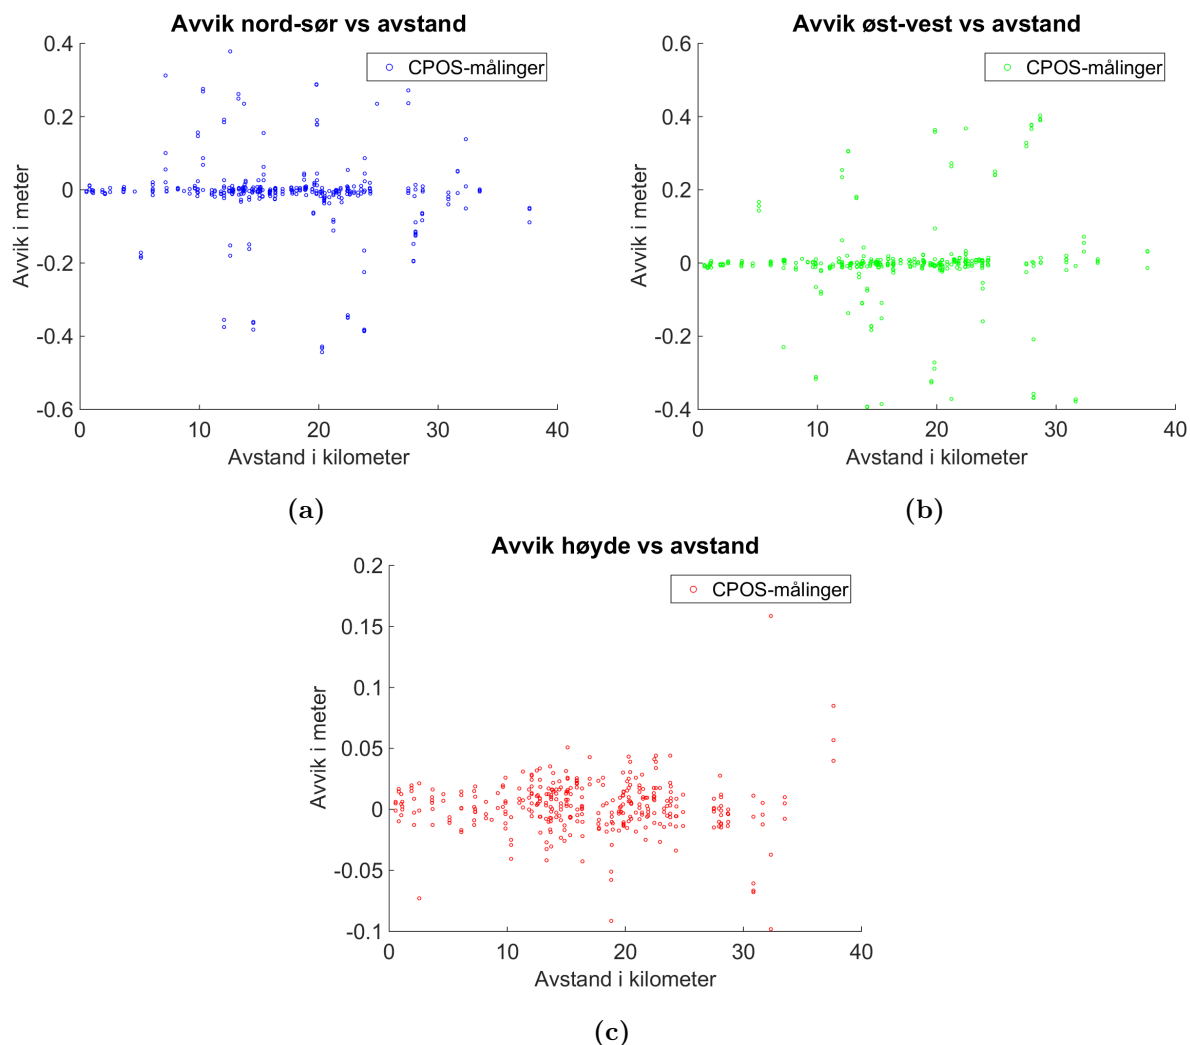 Avvik nord-sør vs avstand
0.4
0.2
0
-0.2
-0.4
-0.6
Avvik i meter
CPOS-målinger
0 10 20 30 40
Avstand i kilometer
(a)
Avvik øst-vest vs avstand
0.6
0.4
0.2
0
-0.2
-0.4
Avvik i meter
CPOS-målinger
0 10 20 30 40
Avstand i kilometer
(b)
Avvik høyde vs avstand
0.2
0.15
0.1
0.05
0
-0.05
-0.1
Avvik i meter
CPOS-målinger
0 10 20 30 40
Avstand i kilometer
(c)